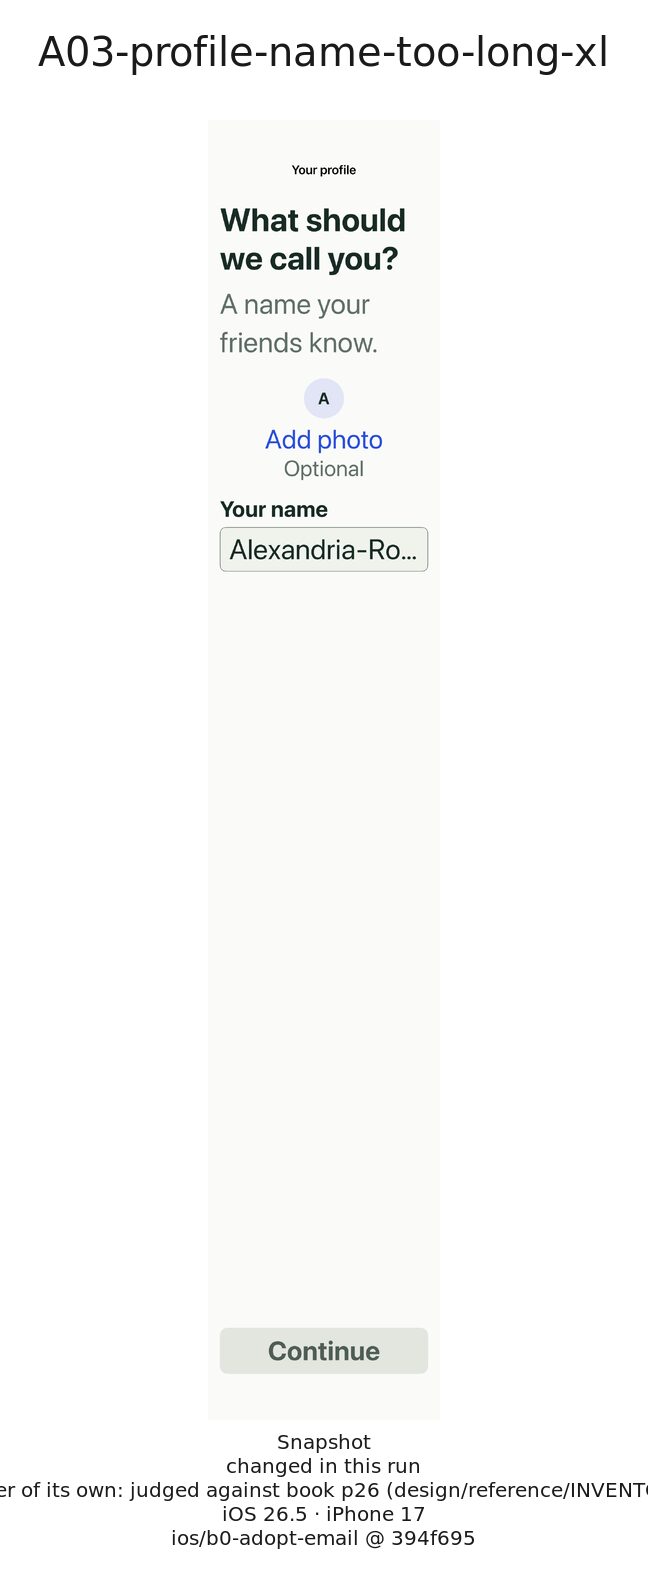 A03-profile-name-too-long-xl
Your profile
What should
we call you?
A name your
friends know.
A
Add photo
Optional
Your name
Alexandria-Ro…
Continue
Snapshot
changed in this run
of its own: judged against book p26 (design/reference/
iOS 26.5 · iPhone 17
ios/b0-adopt-email @ 394f695